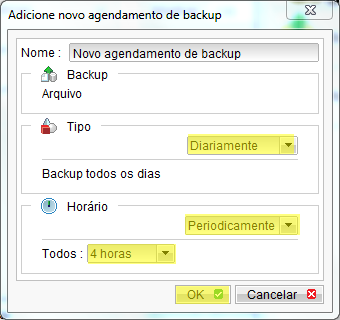 Adicione novo agendamento de backup
Nome : Novo agendamento de backup
Backup
Arquivo
Tipo
Diariamente
Backup todos os dias
Horário
Periodicamente
Todos : 4 horas
OK Cancelar